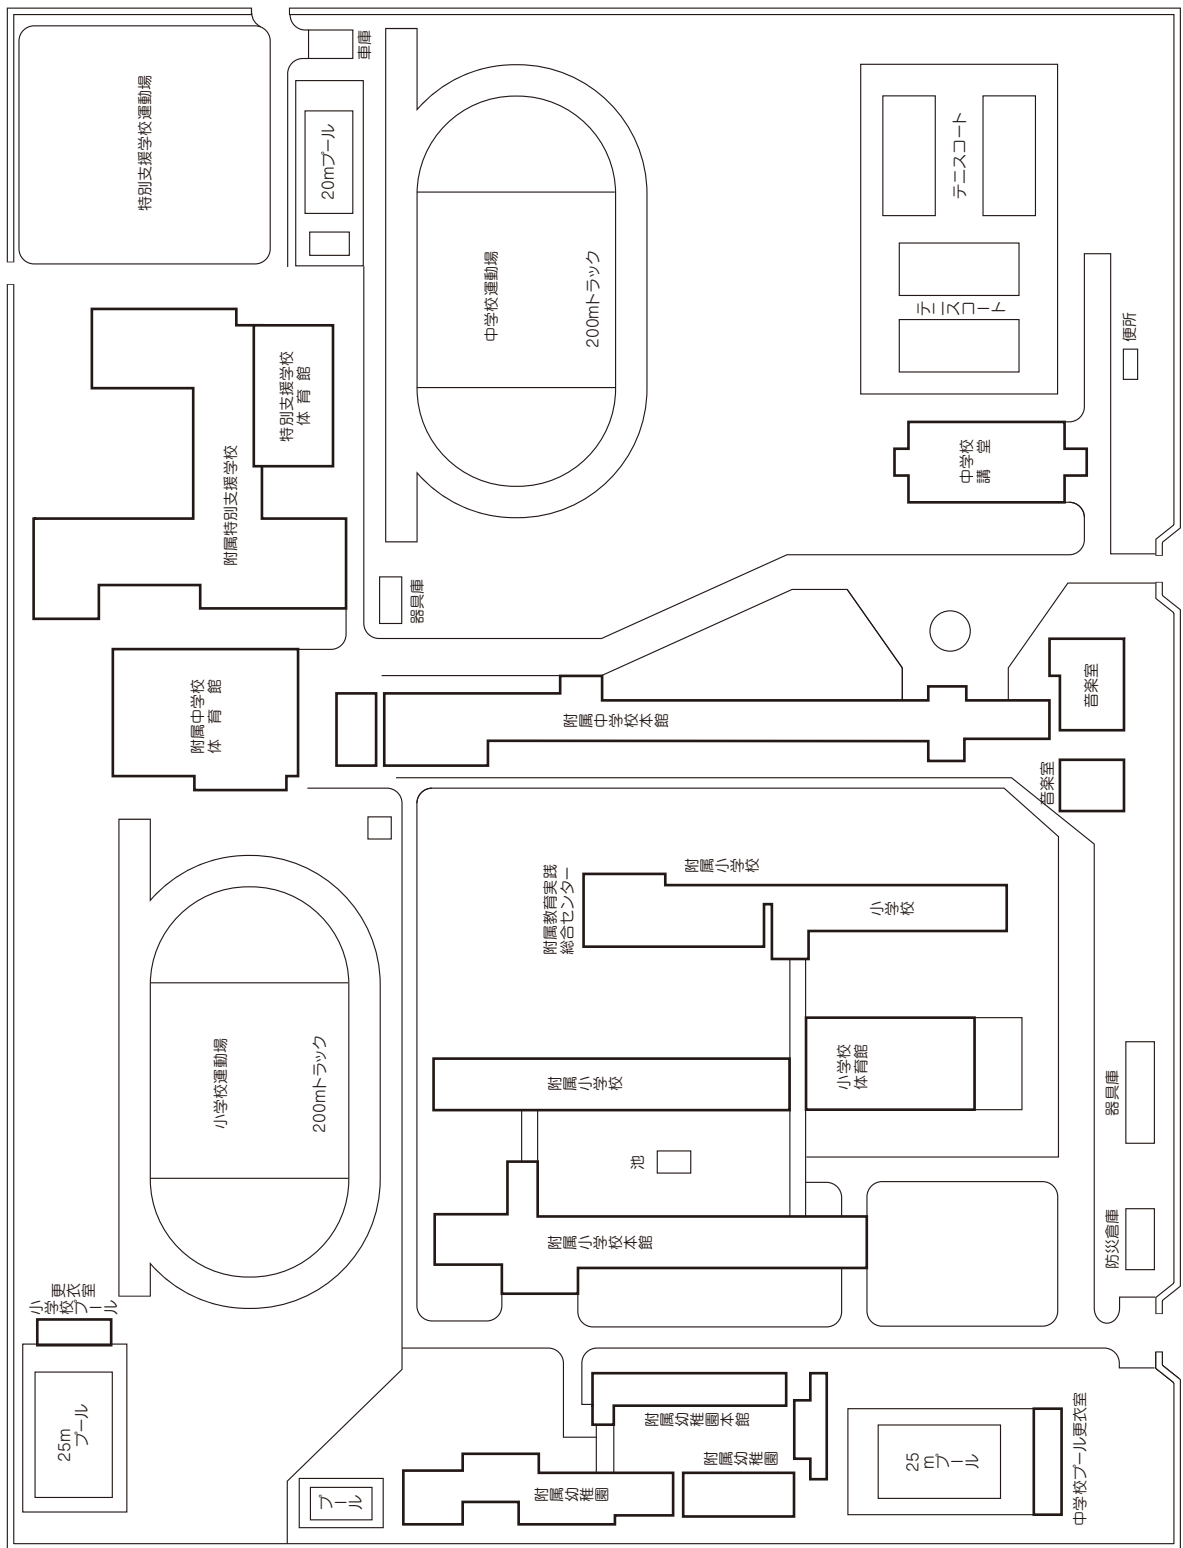 特別支援学校運動場
車庫
20mプール
中学校運動場
200mトラック
テニスコート
テニスコート
便所
特別支援学校
体育館
附属特別支援学校
中学校
講堂
器具庫
附属中学校
体育館
附属中学校本館
音楽室
音楽室
附属教育実践
総合センター
附属小学校
小学校
小学校運動場
200mトラック
附属小学校
小学校
体育館
器具庫
池
附属小学校本館
防災倉庫
小学校プール
更衣室
25m
プール
プール
附属幼稚園本館
附属幼稚園
附属幼稚園
25
mプール
中学校プール更衣室